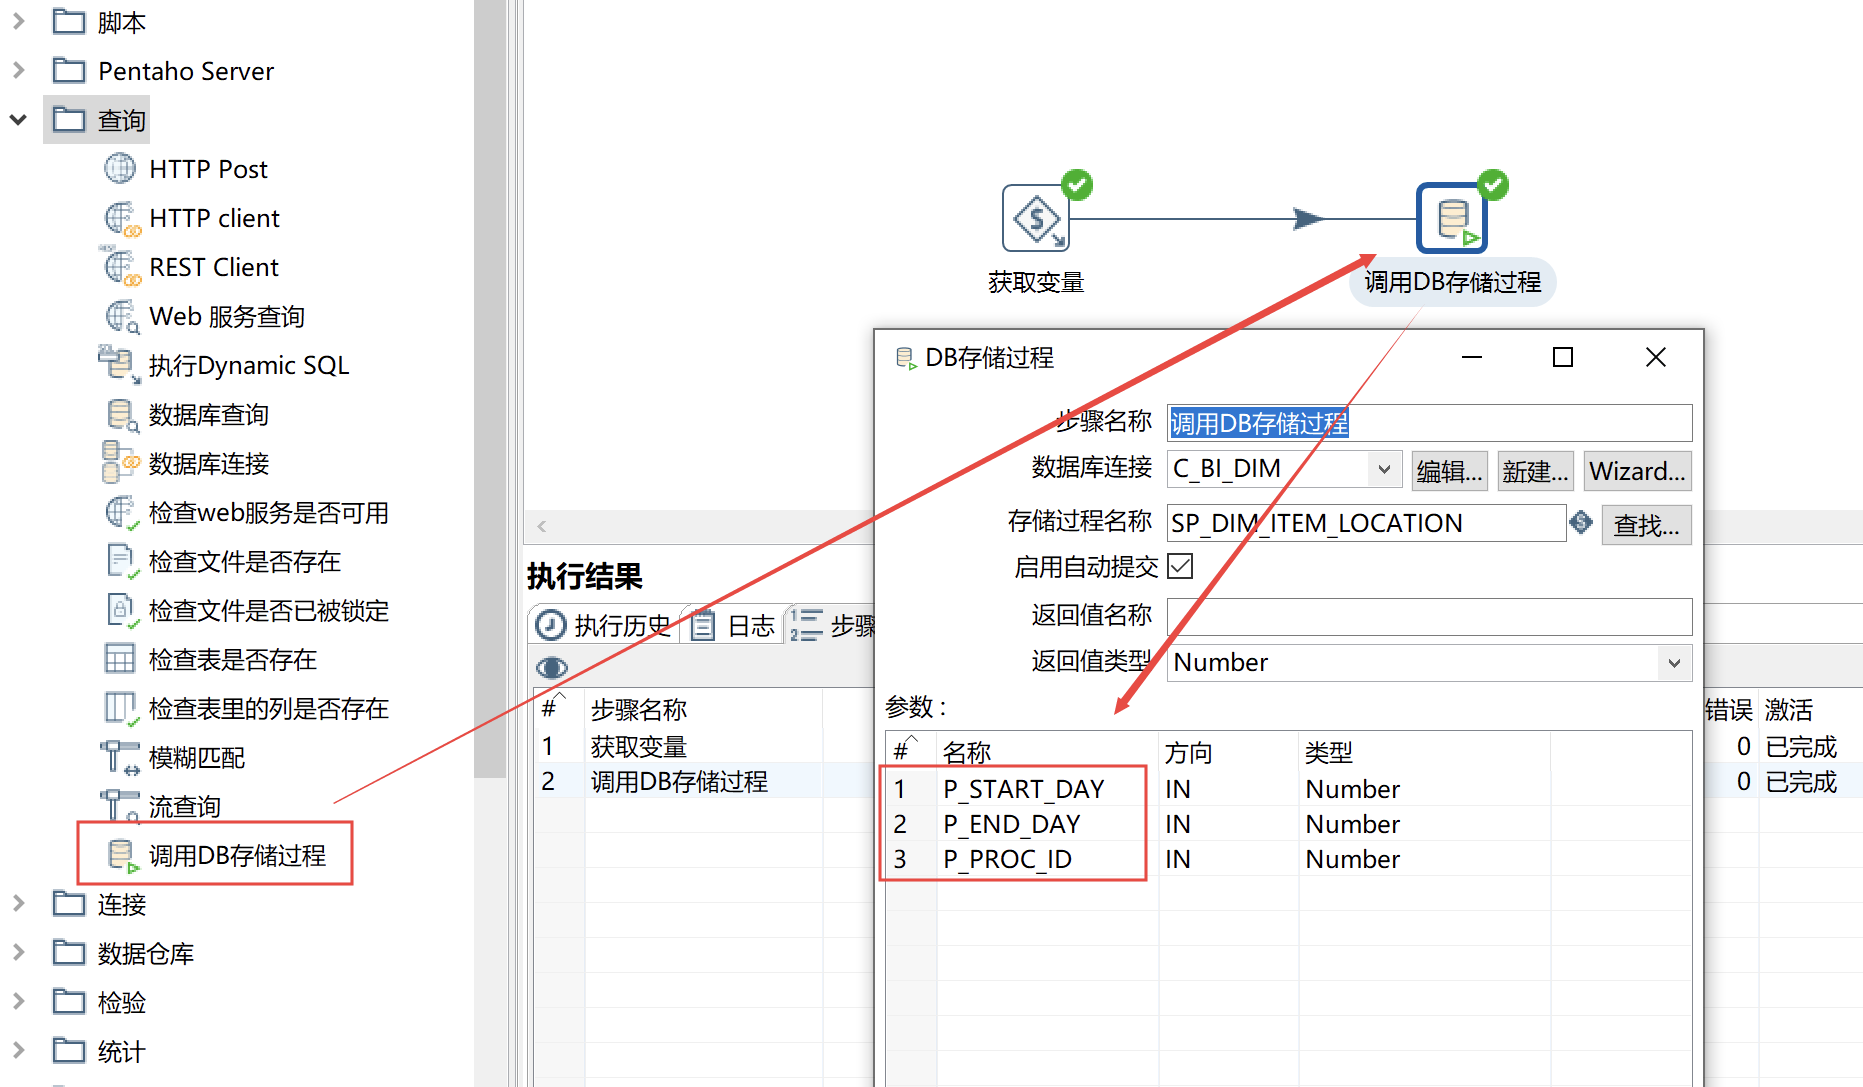 脚本
Pentaho Server
查询
HTTP Post
HTTP client
REST Client
Web 服务查询
执行Dynamic SQL
数据库查询
数据库连接
检查web服务是否可用
检查文件是否存在
检查文件是否已被锁定
检查表是否存在
检查表里的列是否存在
模糊匹配
流查询
调用DB存储过程
连接
数据仓库
检验
统计
获取变量
调用DB存储过程
执行结果
执行历史 日志 步骤
# 步骤名称
1 获取变量
2 调用DB存储过程
错误 激活
0 已完成
0 已完成
DB存储过程
步骤名称 调用DB存储过程
数据库连接 C_BI_DIM 编辑... 新建... Wizard...
存储过程名称 SP_DIM_ITEM_LOCATION 查找...
启用自动提交
返回值名称
返回值类型 Number
参数 :
# 名称 方向 类型
1 P_START_DAY IN Number
2 P_END_DAY IN Number
3 P_PROC_ID IN Number